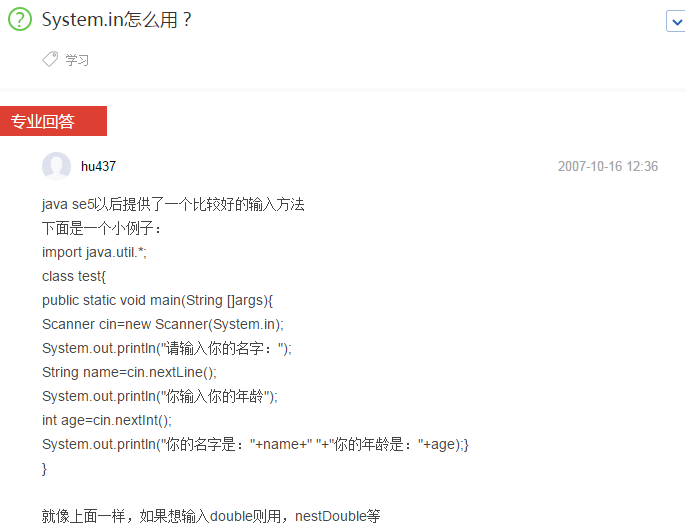 System.in怎么用？
学习
专业回答
hu437
2007-10-16 12:36
java se5以后提供了一个比较好的输入方法
下面是一个小例子：
import java.util.*;
class test{
public static void main(String []args){
Scanner cin=new Scanner(System.in);
System.out.println("请输入你的名字：");
String name=cin.nextLine();
System.out.println("你输入你的年龄");
int age=cin.nextInt();
System.out.println("你的名字是："+name+" "+"你的年龄是："+age);}
}
就像上面一样，如果想输入double则用，nestDouble等